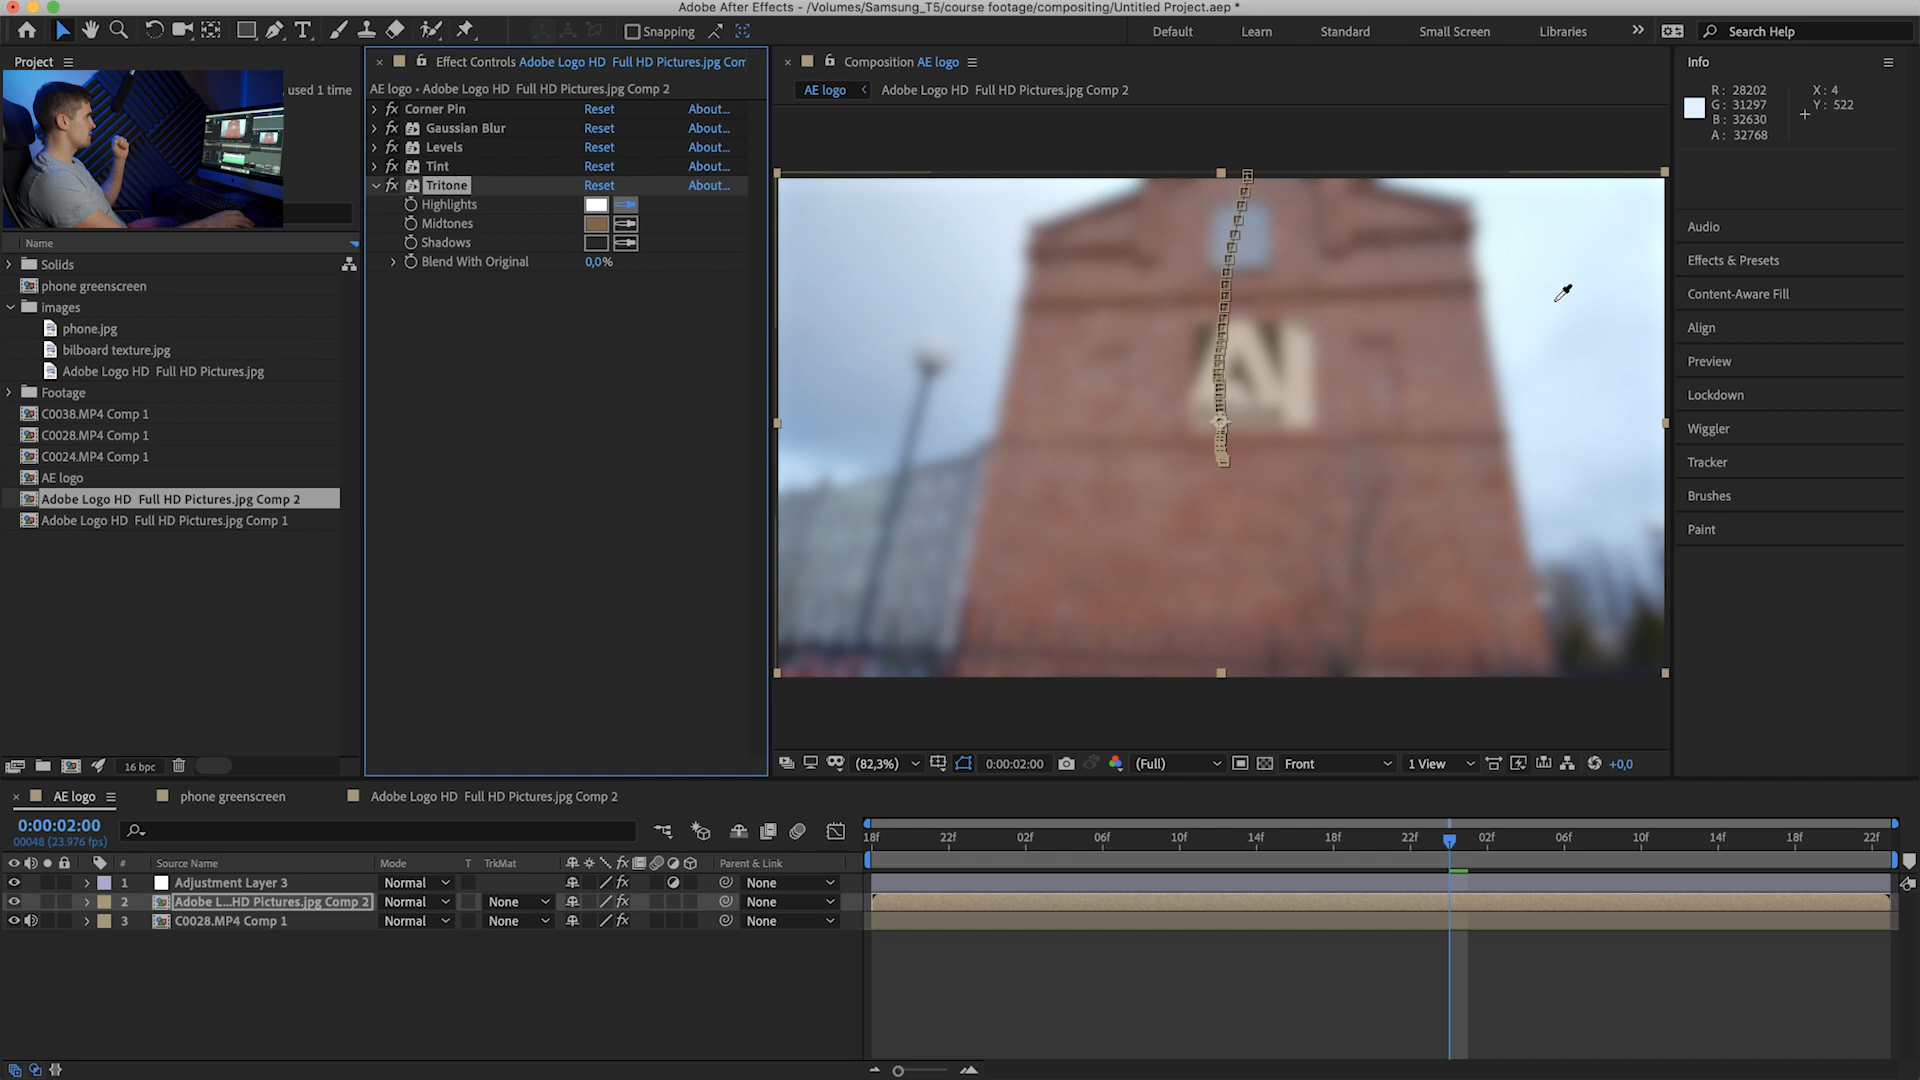 Adobe After Effects - /Volumes/Samsung_T5/course footage/compositing/Untitled Project.aep *
Snapping
Default
Learn
Standard
Small Screen
Libraries
Search Help
Project
, used 1 time
Name
Solids
phone greenscreen
images
phone.jpg
bilboard texture.jpg
Adobe Logo HD Full HD Pictures.jpg
Footage
C0038.MP4 Comp 1
C0028.MP4 Comp 1
C0024.MP4 Comp 1
AE logo
Adobe Logo HD Full HD Pictures.jpg Comp 2
Adobe Logo HD Full HD Pictures.jpg Comp 1
16 bpc
Effect Controls Adobe Logo HD Full HD Pictures.jpg Com
AE logo • Adobe Logo HD Full HD Pictures.jpg Comp 2
fx Corner Pin Reset About...
fx Gaussian Blur Reset About...
fx Levels Reset About...
fx Tint Reset About...
fx Tritone Reset About...
Highlights
Midtones
Shadows
Blend With Original 0,0%
Composition AE logo
AE logo
Adobe Logo HD Full HD Pictures.jpg Comp 2
(82,3%)
0:00:02:00
(Full)
Front
1 View
+0,0
Info
R: 28202
G: 31297
B: 32630
A: 32768
X: 4
Y: 522
Audio
Effects & Presets
Content-Aware Fill
Align
Preview
Lockdown
Wiggler
Tracker
Brushes
Paint
AE logo
phone greenscreen
Adobe Logo HD Full HD Pictures.jpg Comp 2
0:00:02:00
00048 (23.976 fps)
18f 22f 02f 06f 10f 14f 18f 22f 02f 06f 10f 14f 18f 22f
# Source Name Mode T TrkMat fx Parent & Link
1 Adjustment Layer 3 Normal fx None
2 Adobe L...HD Pictures.jpg Comp 2 Normal None fx None
3 C0028.MP4 Comp 1 Normal None fx None